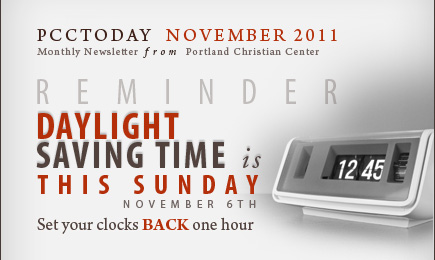 PCCTODAY NOVEMBER 2011
Monthly Newsletter from Portland Christian Center
REMINDER
DAYLIGHT
SAVING TIME is
THIS SUNDAY
NOVEMBER 6TH
Set your clocks BACK one hour
12 45